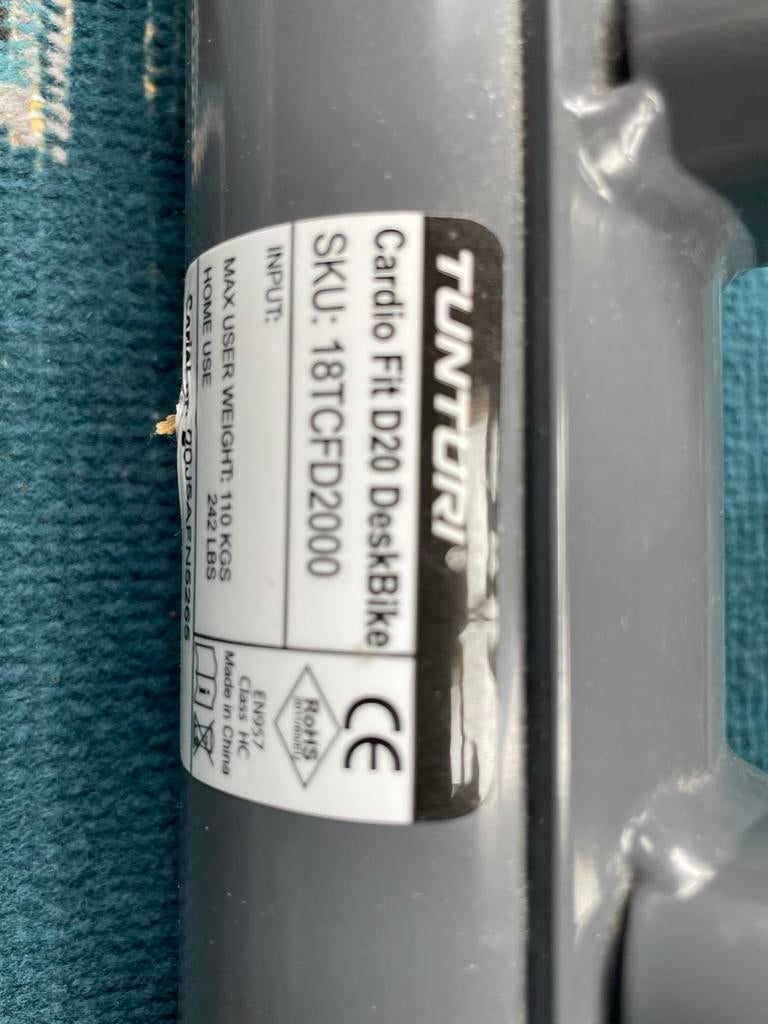 TUNTURI®
Cardio Fit D20 DeskBike
SKU: 18TCFD2000
INPUT:
MAX USER WEIGHT: 110 KGS
242 LBS
HOME USE
CE
RoHS
EN957
Class HC
Made in China